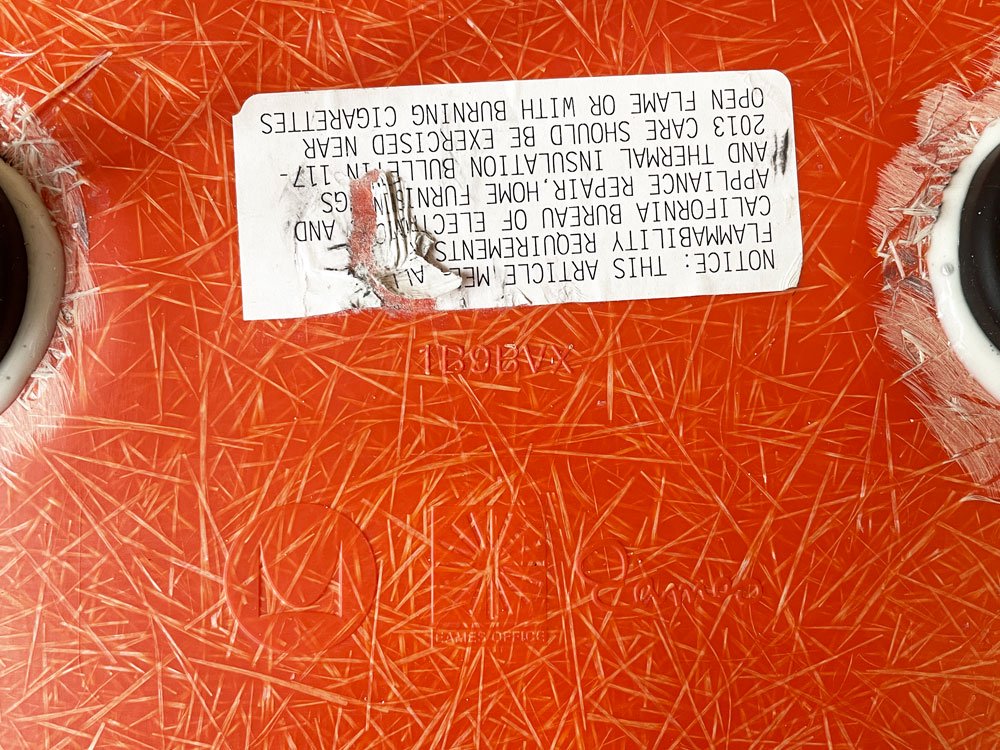 NOTICE: THIS ARTICLE
FLAMMABILITY REQUIREMENTS
CALIFORNIA BUREAU OF AND
APPLIANCE REPAIR, HOME FURNISHINGS
AND THERMAL INSULATION BULLETIN 117-
2013 CARE SHOULD BE EXERCISED NEAR
OPEN FLAME OR WITH BURNING CIGARETTES
1B9BVX
EAMES OFFICE